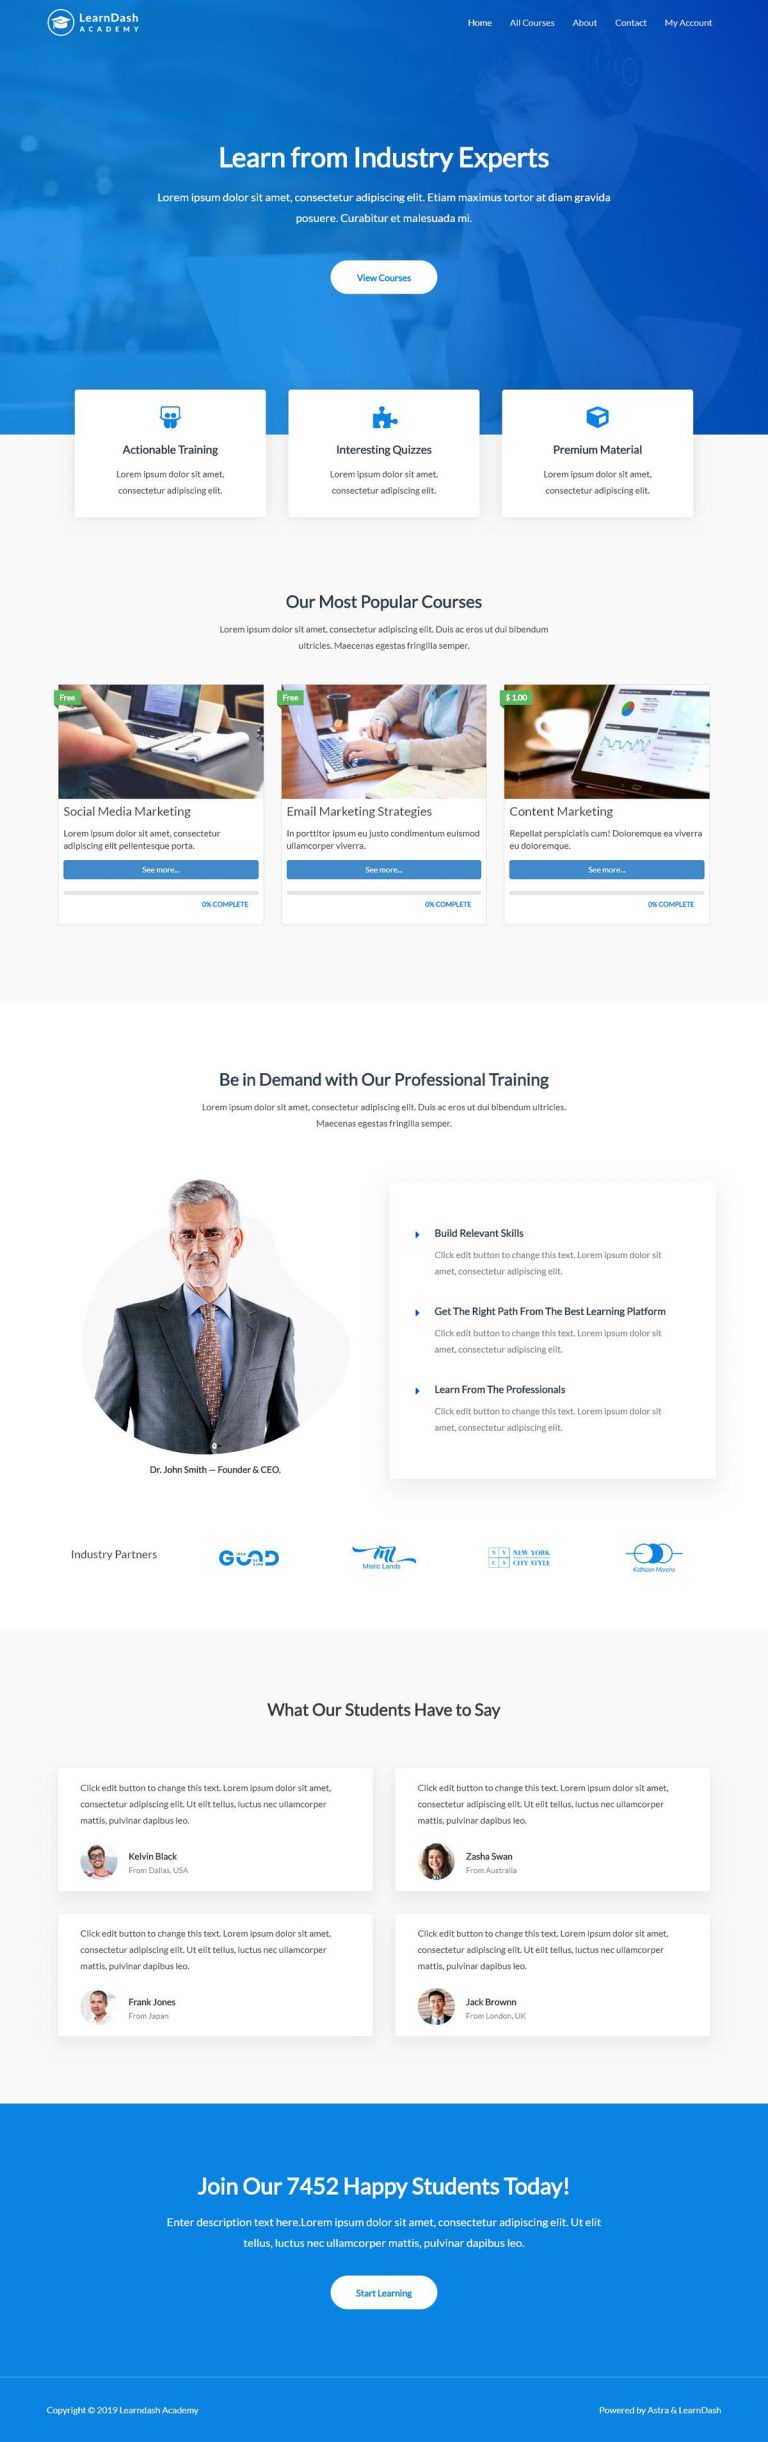 LearnDash
ACADEMY
Home
All Courses
About
Contact
My Account
Learn from Industry Experts
Lorem ipsum dolor sit amet, consectetur adipiscing elit. Etiam maximus tortor at diam gravida
posuere. Curabitur et malesuada mi.
View Courses
Actionable Training
Lorem ipsum dolor sit amet,
consectetur adipiscing elit.
Interesting Quizzes
Lorem ipsum dolor sit amet,
consectetur adipiscing elit.
Premium Material
Lorem ipsum dolor sit amet,
consectetur adipiscing elit.
Our Most Popular Courses
Lorem ipsum dolor sit amet, consectetur adipiscing elit. Duis ac eros ut dui bibendum
ultricies. Maecenas egestas fringilla semper.
Free
Social Media Marketing
Lorem ipsum dolor sit amet, consectetur
adipiscing elit pellentesque porta.
See more...
0% COMPLETE
Free
Email Marketing Strategies
In porttitor ipsum eu justo condimentum euismod
ullamcorper viverra.
See more...
0% COMPLETE
$ 1.00
Content Marketing
Repellat perspiciatis cum! Doloremque ea viverra
eu doloremque.
See more...
0% COMPLETE
Be in Demand with Our Professional Training
Lorem ipsum dolor sit amet, consectetur adipiscing elit. Duis ac eros ut dui bibendum ultricies.
Maecenas egestas fringilla semper.
Dr. John Smith — Founder & CEO.
Build Relevant Skills
Click edit button to change this text. Lorem ipsum dolor sit
amet, consectetur adipiscing elit.
Get The Right Path From The Best Learning Platform
Click edit button to change this text. Lorem ipsum dolor sit
amet, consectetur adipiscing elit.
Learn From The Professionals
Click edit button to change this text. Lorem ipsum dolor sit
amet, consectetur adipiscing elit.
Industry Partners
Mistic Lands
N Y NEW YORK
C S CITY STYLE
Kathleen Moreno
What Our Students Have to Say
Click edit button to change this text. Lorem ipsum dolor sit amet,
consectetur adipiscing elit. Ut elit tellus, luctus nec ullamcorper
mattis, pulvinar dapibus leo.
Kelvin Black
From Dallas, USA
Click edit button to change this text. Lorem ipsum dolor sit amet,
consectetur adipiscing elit. Ut elit tellus, luctus nec ullamcorper
mattis, pulvinar dapibus leo.
Zasha Swan
From Australia
Click edit button to change this text. Lorem ipsum dolor sit amet,
consectetur adipiscing elit. Ut elit tellus, luctus nec ullamcorper
mattis, pulvinar dapibus leo.
Frank Jones
From Japan
Click edit button to change this text. Lorem ipsum dolor sit amet,
consectetur adipiscing elit. Ut elit tellus, luctus nec ullamcorper
mattis, pulvinar dapibus leo.
Jack Brownn
From London, UK
Join Our 7452 Happy Students Today!
Enter description text here.Lorem ipsum dolor sit amet, consectetur adipiscing elit. Ut elit
tellus, luctus nec ullamcorper mattis, pulvinar dapibus leo.
Start Learning
Copyright © 2019 Learndash Academy
Powered by Astra & LearnDash